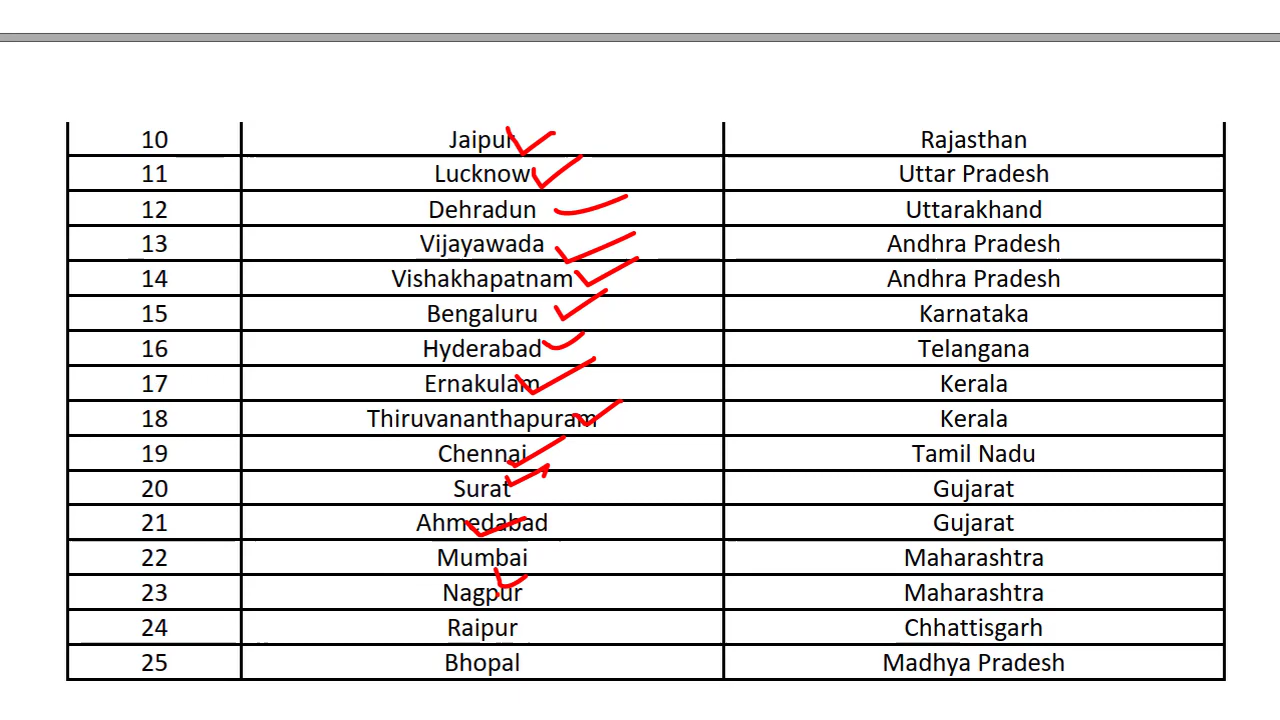 10 Jaipur Rajasthan
11 Lucknow Uttar Pradesh
12 Dehradun Uttarakhand
13 Vijayawada Andhra Pradesh
14 Vishakhapatnam Andhra Pradesh
15 Bengaluru Karnataka
16 Hyderabad Telangana
17 Ernakulam Kerala
18 Thiruvananthapuram Kerala
19 Chennai Tamil Nadu
20 Surat Gujarat
21 Ahmedabad Gujarat
22 Mumbai Maharashtra
23 Nagpur Maharashtra
24 Raipur Chhattisgarh
25 Bhopal Madhya Pradesh